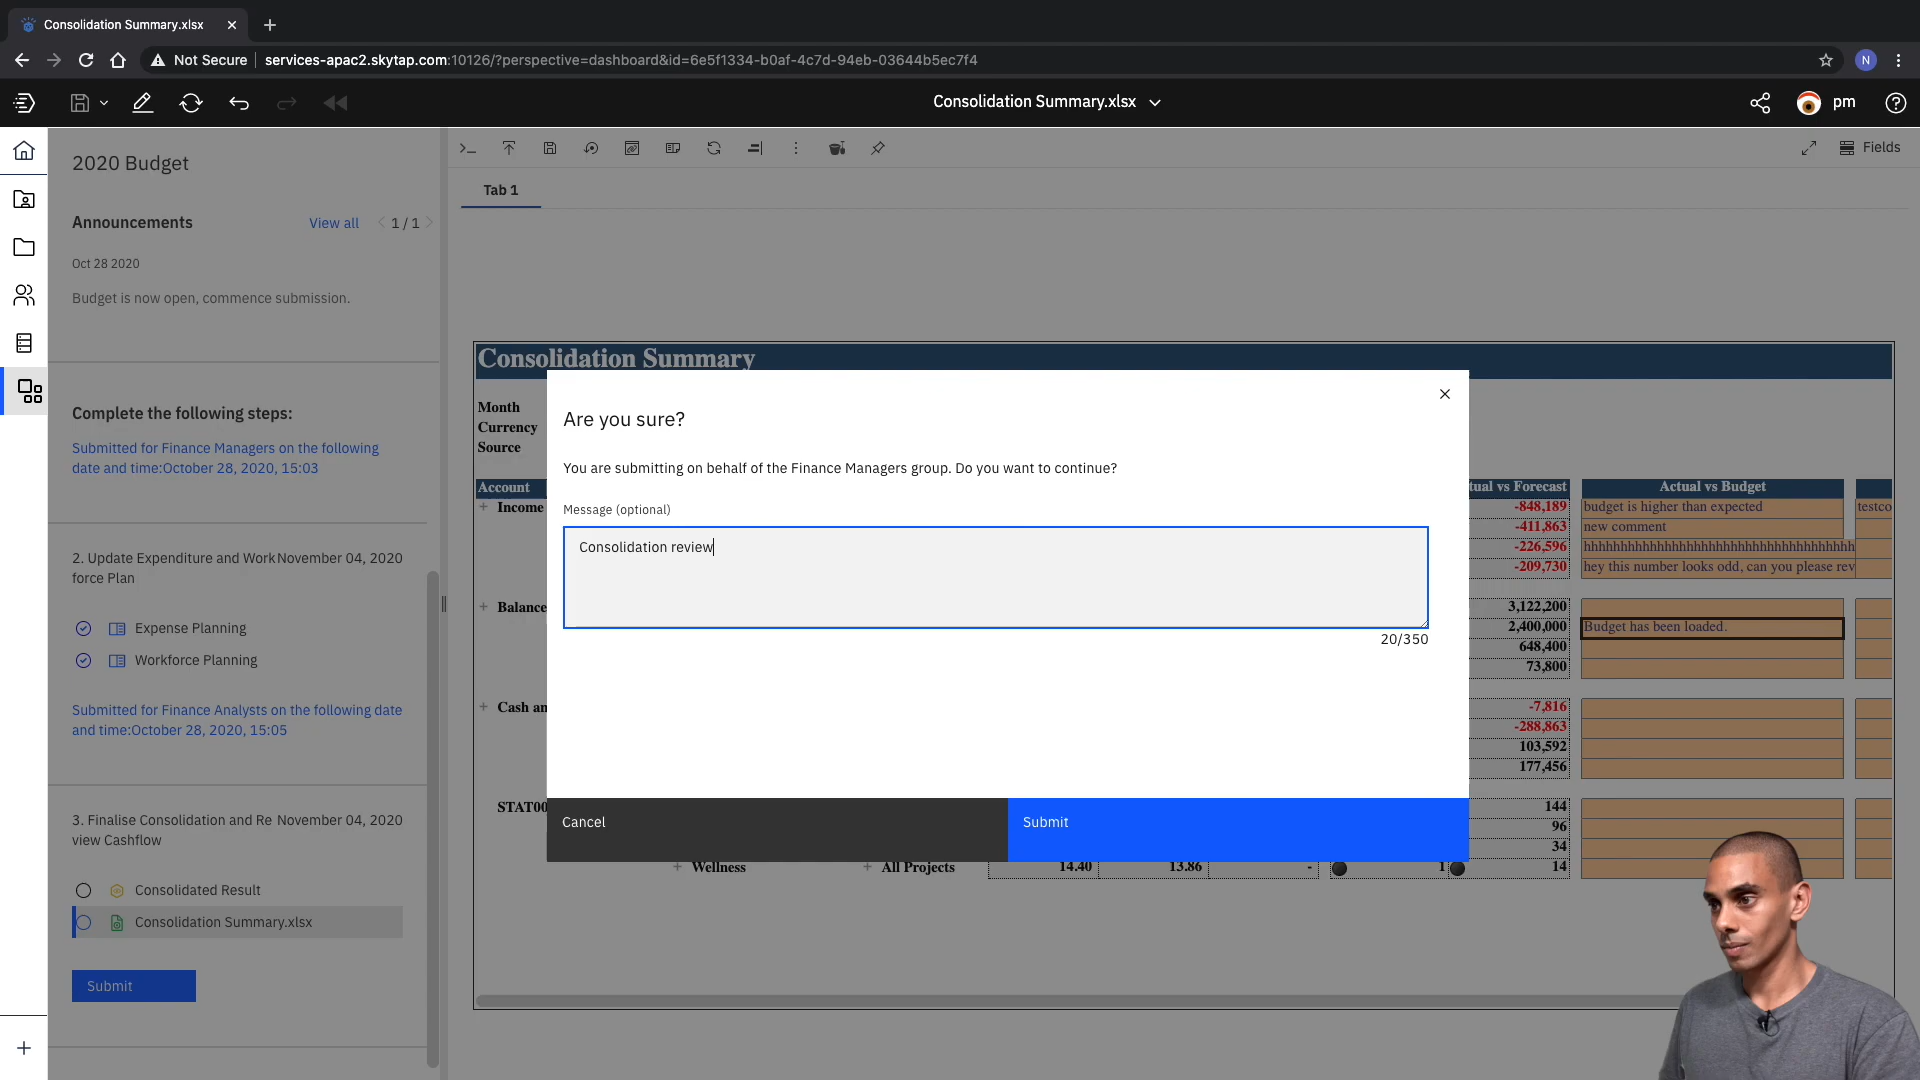 Consolidation Summary.xlsx
Not Secure
services-apac2.skytap.com:10126/?perspective=dashboard&id=6e5f1334-b0af-4c7d-94eb-03644b5ec7f4
N
Consolidation Summary.xlsx
pm
2020 Budget
Announcements
View all
1 / 1
Oct 28 2020
Budget is now open, commence submission.
Complete the following steps:
Submitted for Finance Managers on the following
date and time:October 28, 2020, 15:03
2. Update Expenditure and Work
force Plan
November 04, 2020
Expense Planning
Workforce Planning
Submitted for Finance Analysts on the following date
and time:October 28, 2020, 15:05
3. Finalise Consolidation and Re
view Cashflow
November 04, 2020
Consolidated Result
Consolidation Summary.xlsx
Submit
Fields
Tab 1
Consolidation Summary
Month
Currency
Source
Account
tual vs Forecast
Actual vs Budget
+ Income
-848,189
budget is higher than expected
testco
-411,863
new comment
-226,596
-209,730
hey this number looks odd, can you please rev
+ Balance
3,122,200
2,400,000
Budget has been loaded.
648,400
73,800
+ Cash an
-7,816
-288,863
103,592
177,456
STAT00
144
96
34
+ Wellness
+ All Projects
14.40
13.86
-
1
14
Are you sure?
You are submitting on behalf of the Finance Managers group. Do you want to continue?
Message (optional)
Consolidation review
20/350
Cancel
Submit